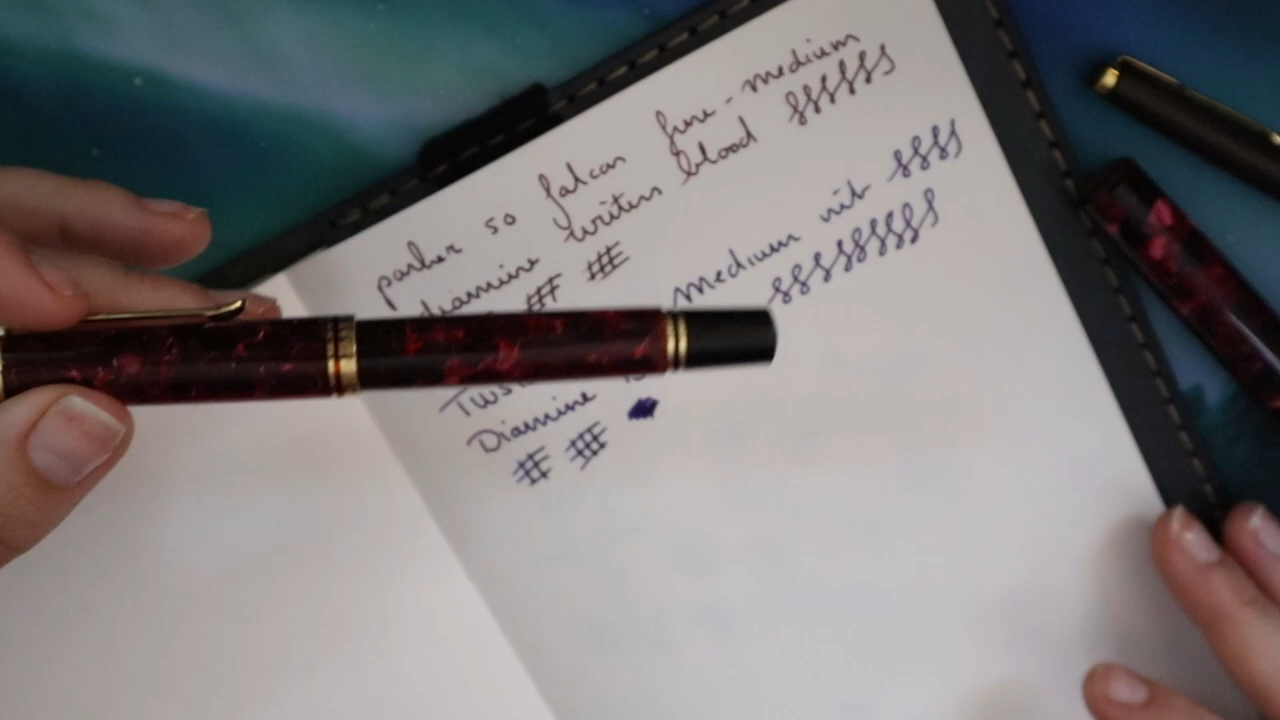 parker 50 falcon fine-medium
diamine writers blood
Medium nib
Diamine